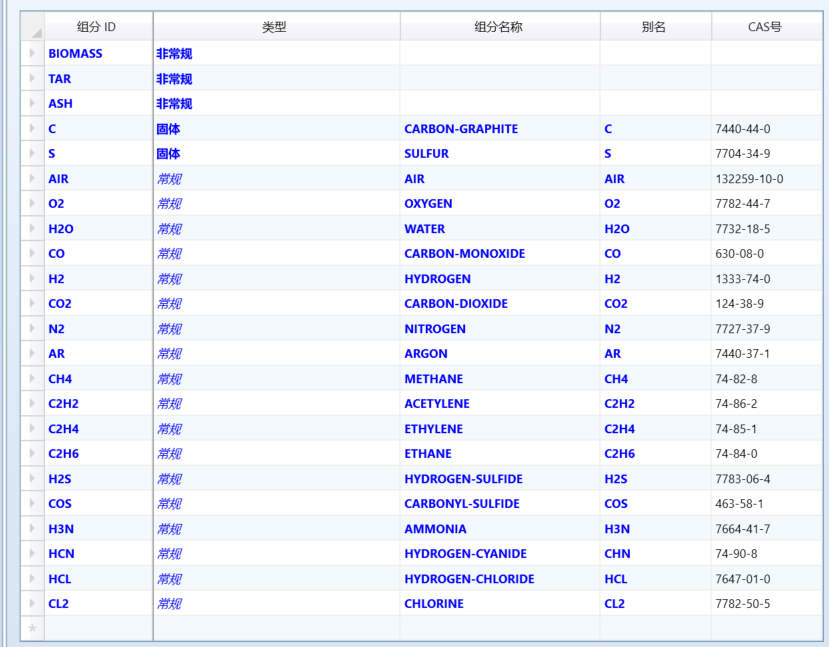 组分 ID 类型 组分名称 别名 CAS号
BIOMASS 非常规
TAR 非常规
ASH 非常规
C 固体 CARBON-GRAPHITE C 7440-44-0
S 固体 SULFUR S 7704-34-9
AIR 常规 AIR AIR 132259-10-0
O2 常规 OXYGEN O2 7782-44-7
H2O 常规 WATER H2O 7732-18-5
CO 常规 CARBON-MONOXIDE CO 630-08-0
H2 常规 HYDROGEN H2 1333-74-0
CO2 常规 CARBON-DIOXIDE CO2 124-38-9
N2 常规 NITROGEN N2 7727-37-9
AR 常规 ARGON AR 7440-37-1
CH4 常规 METHANE CH4 74-82-8
C2H2 常规 ACETYLENE C2H2 74-86-2
C2H4 常规 ETHYLENE C2H4 74-85-1
C2H6 常规 ETHANE C2H6 74-84-0
H2S 常规 HYDROGEN-SULFIDE H2S 7783-06-4
COS 常规 CARBONYL-SULFIDE COS 463-58-1
H3N 常规 AMMONIA H3N 7664-41-7
HCN 常规 HYDROGEN-CYANIDE CHN 74-90-8
HCL 常规 HYDROGEN-CHLORIDE HCL 7647-01-0
CL2 常规 CHLORINE CL2 7782-50-5